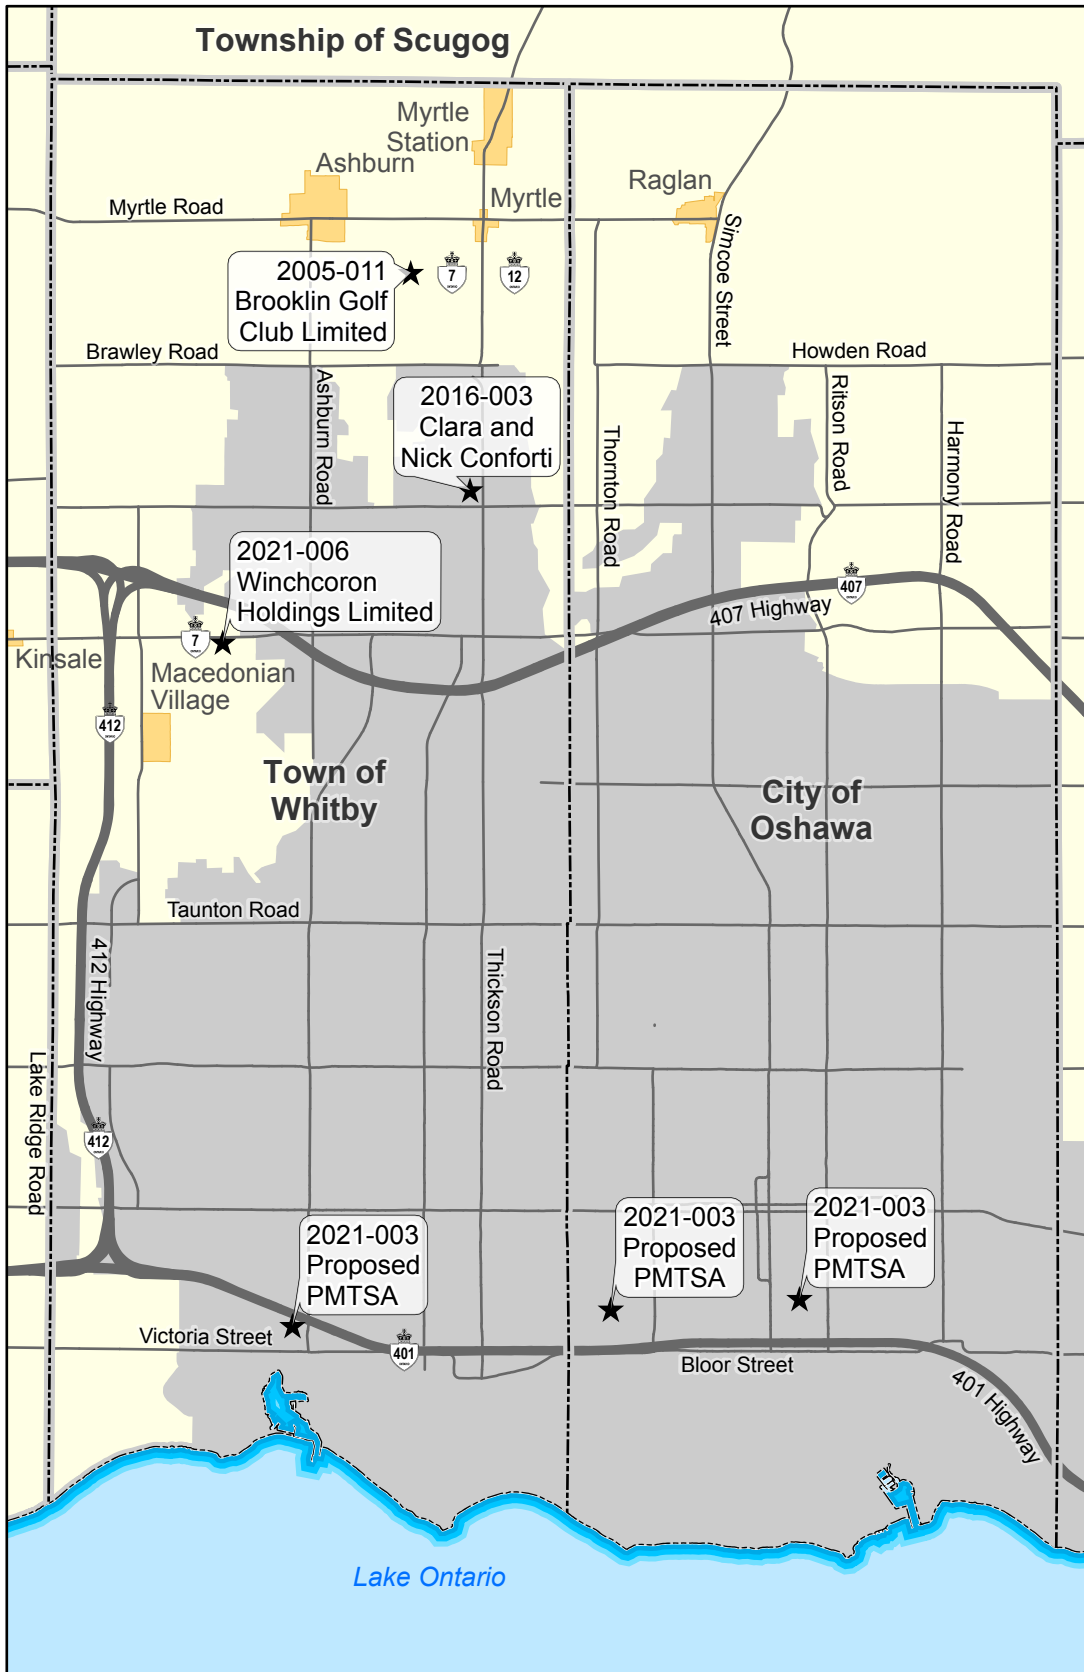 Township of Scugog
Myrtle
Station
Ashburn
Raglan
Myrtle
Myrtle Road
Simcoe Street
2005-011
Brooklin Golf
Club Limited
7
12
Brawley Road
Howden Road
Ashburn Road
2016-003
Clara and
Nick Conforti
Thornton Road
Ritson Road
Harmony Road
2021-006
Winchcoron
Holdings Limited
407
407 Highway
7
Kinsale
Macedonian
Village
412
Town of
Whitby
City of
Oshawa
Taunton Road
412 Highway
Thickson Road
Lake Ridge Road
412
2021-003
Proposed
PMTSA
2021-003
Proposed
PMTSA
2021-003
Proposed
PMTSA
Victoria Street
401
Bloor Street
401 Highway
Lake Ontario